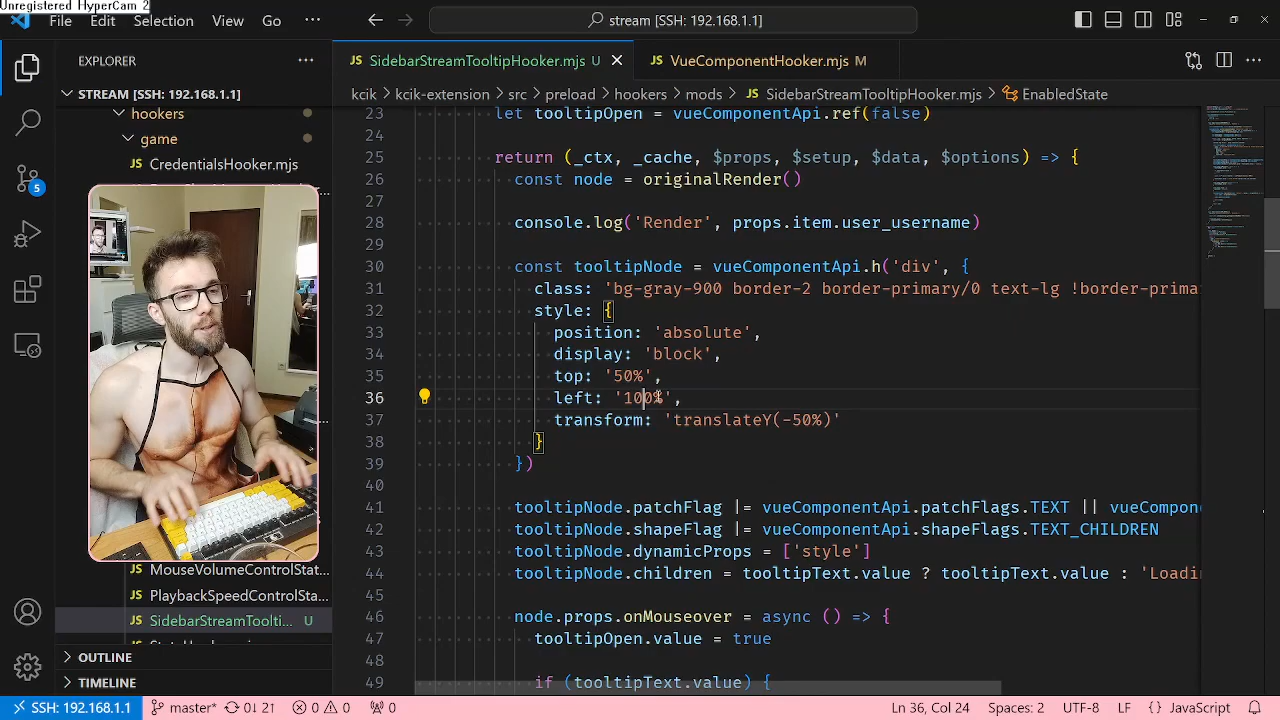 Unregistered HyperCam 2
File Edit Selection View Go
stream [SSH: 192.168.1.1]
EXPLORER
STREAM [SSH: 192.168.1.1]
hookers
game
CredentialsHooker.mjs
5
MouseVolumeControlStat...
PlaybackSpeedControlSta...
SidebarStreamToolti... U
OUTLINE
TIMELINE
JS SidebarStreamTooltipHooker.mjs U
JS VueComponentHooker.mjs M
kcik > kcik-extension > src > preload > hookers > mods > JS SidebarStreamTooltipHooker.mjs > EnabledState
23 let tooltipOpen = vueComponentApi.ref(false)
24
25 return (_ctx, _cache, $props, $setup, $data, $options) => {
26 const node = originalRender()
27
28 console.log('Render', props.item.user_username)
29
30 const tooltipNode = vueComponentApi.h('div', {
31 class: 'bg-gray-900 border-2 border-primary/0 text-lg !border-prima
32 style: {
33 position: 'absolute',
34 display: 'block',
35 top: '50%',
36 left: '100%',
37 transform: 'translateY(-50%)'
38 }
39 })
40
41 tooltipNode.patchFlag |= vueComponentApi.patchFlags.TEXT || vueCompon
42 tooltipNode.shapeFlag |= vueComponentApi.shapeFlags.TEXT_CHILDREN
43 tooltipNode.dynamicProps = ['style']
44 tooltipNode.children = tooltipText.value ? tooltipText.value : 'Loadin
45
46 node.props.onMouseover = async () => {
47 tooltipOpen.value = true
48
49 if (tooltipText.value) {
SSH: 192.168.1.1 master* 0↓ 2↑ 0 0 0 Ln 36, Col 24 Spaces: 2 UTF-8 LF {} JavaScript